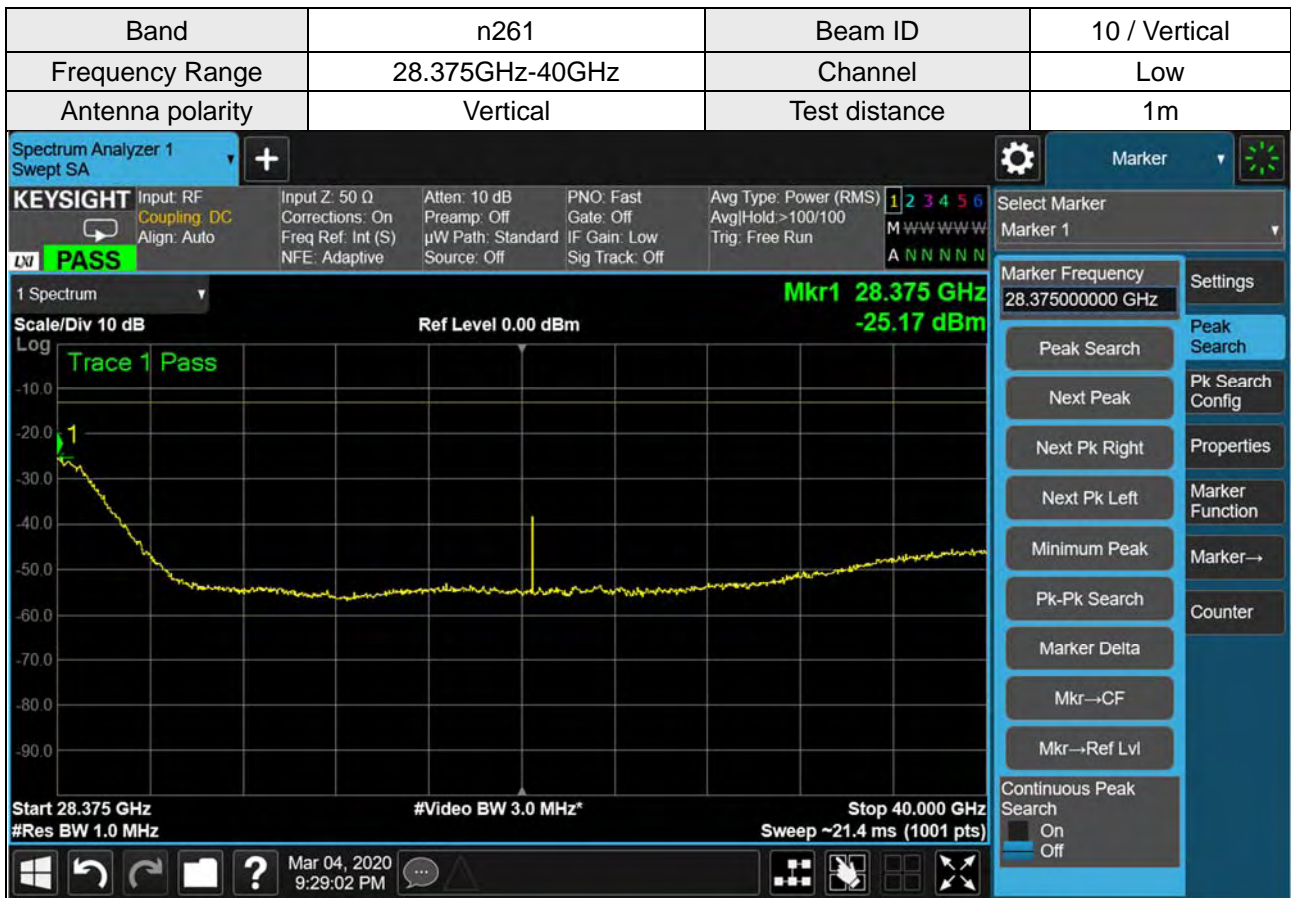 Band n261 Beam ID 10 / Vertical
Frequency Range 28.375GHz-40GHz Channel Low
Antenna polarity Vertical Test distance 1m
Spectrum Analyzer 1
Swept SA
+
Marker
KEYSIGHT
LXI PASS
Input: RF
Coupling: DC
Align: Auto
Input Z: 50 Ω
Corrections: On
Freq Ref: Int (S)
NFE: Adaptive
Atten: 10 dB
Preamp: Off
µW Path: Standard
Source: Off
PNO: Fast
Gate: Off
IF Gain: Low
Sig Track: Off
Avg Type: Power (RMS)
Avg|Hold:>100/100
Trig: Free Run
1 2 3 4 5 6
M W W W W W
A N N N N N
Select Marker
Marker 1
1 Spectrum
Scale/Div 10 dB
Log
Ref Level 0.00 dBm
Mkr1 28.375 GHz
-25.17 dBm
Trace 1 Pass
1
-10.0
-20.0
-30.0
-40.0
-50.0
-60.0
-70.0
-80.0
-90.0
Start 28.375 GHz
#Res BW 1.0 MHz
#Video BW 3.0 MHz*
Stop 40.000 GHz
Sweep ~21.4 ms (1001 pts)
Marker Frequency
28.375000000 GHz
Peak Search
Next Peak
Next Pk Right
Next Pk Left
Minimum Peak
Pk-Pk Search
Marker Delta
Mkr→CF
Mkr→Ref Lvl
Continuous Peak
Search
On
Off
Settings
Peak
Search
Pk Search
Config
Properties
Marker
Function
Marker→
Counter
?
Mar 04, 2020
9:29:02 PM